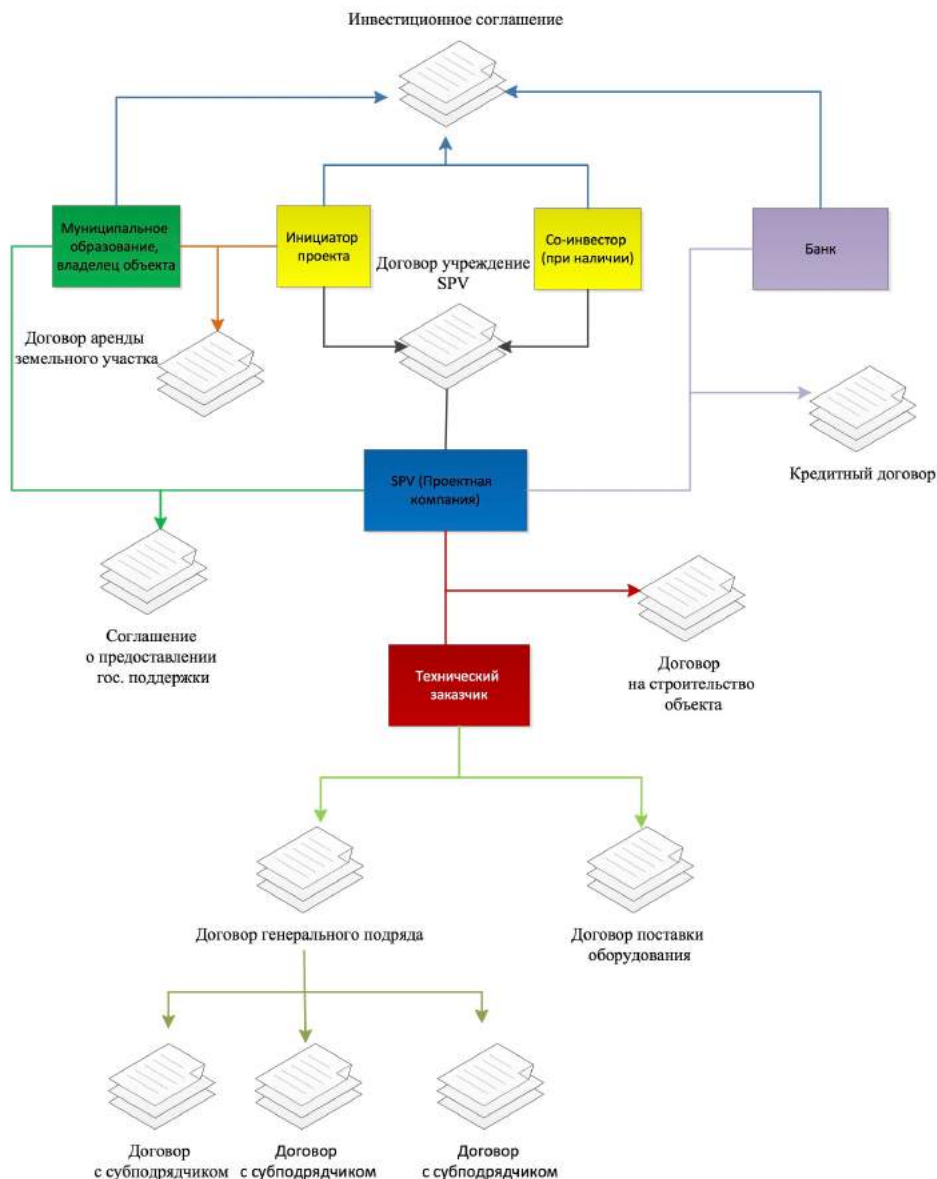 Инвестиционное соглашение
Муниципальное
образование,
владелец объекта
Инициатор
проекта
Со-инвестор
(при наличии)
Банк
Договор учреждение
SPV
Договор аренды
земельного участка
Кредитный договор
SPV (Проектная
компания)
Соглашение
о предоставлении
гос. поддержки
Технический
заказчик
Договор
на строительство
объекта
Договор генерального подряда
Договор поставки
оборудования
Договор
с субподрядчиком
Договор
с субподрядчиком
Договор
с субподрядчиком